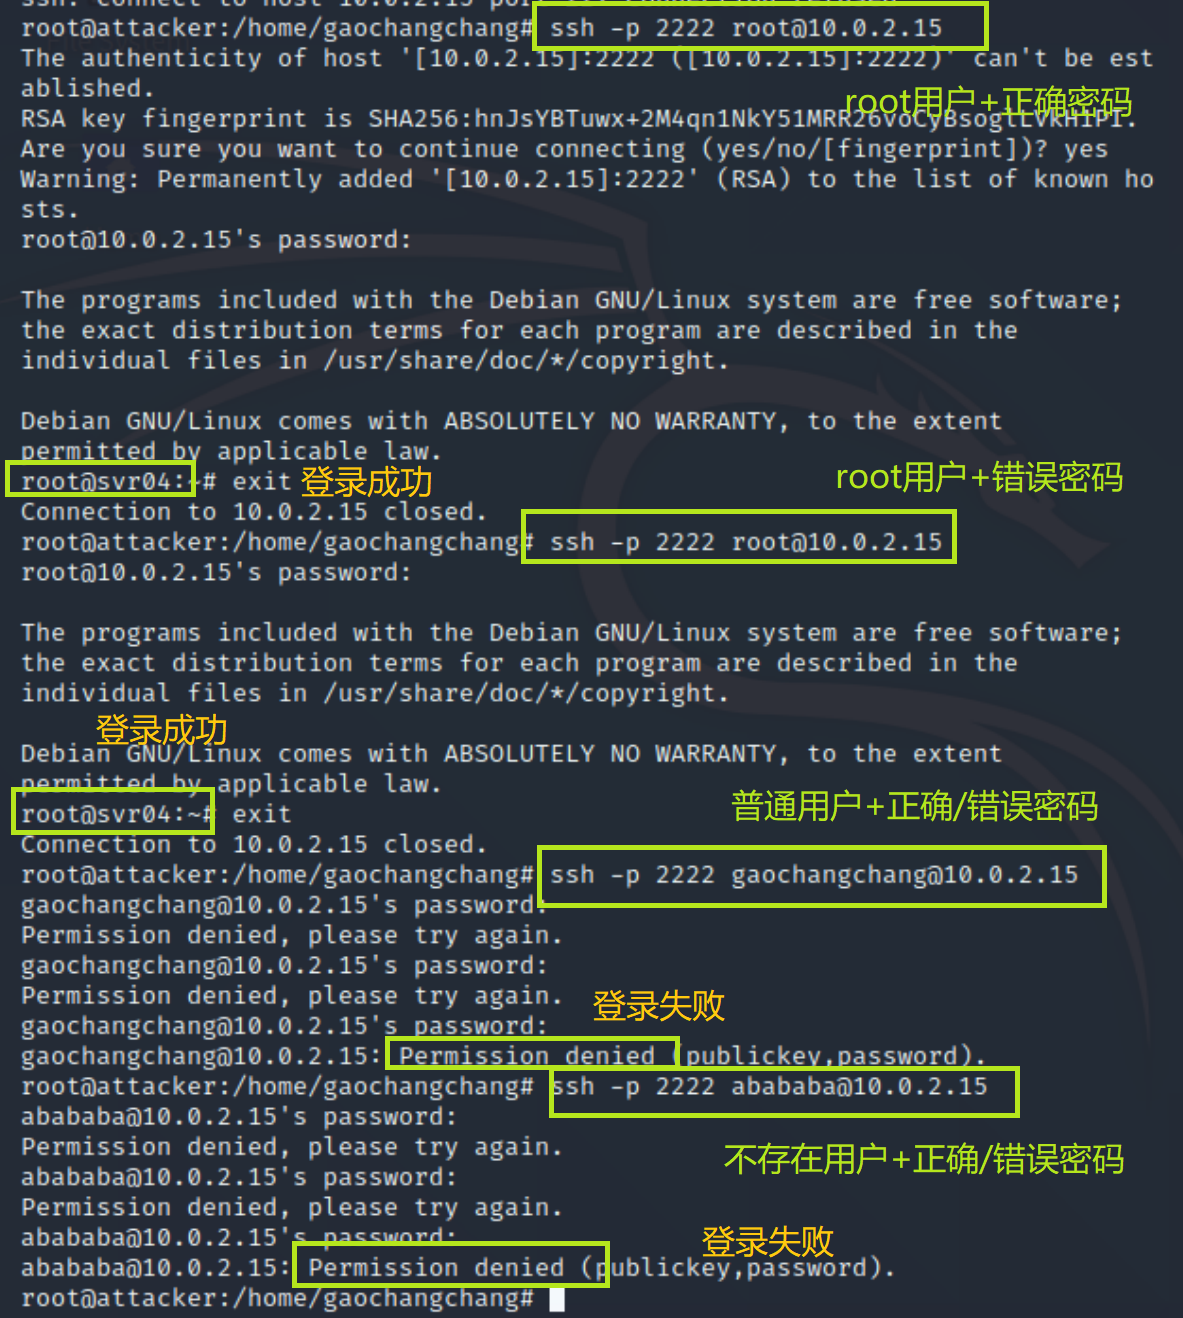 ssh: connect to host 10.0.2.15 port
root@attacker:/home/gaochangchang# ssh -p 2222 root@10.0.2.15
The authenticity of host '[10.0.2.15]:2222 ([10.0.2.15]:2222)' can't be est
ablished.
root用户+正确密码
RSA key fingerprint is
Are you sure you want to continue connecting (yes/no/[fingerprint])? yes
Warning: Permanently added '[10.0.2.15]:2222' (RSA) to the list of known ho
sts.
root@10.0.2.15's password:
The programs included with the Debian GNU/Linux system are free software;
the exact distribution terms for each program are described in the
individual files in /usr/share/doc/*/copyright.
Debian GNU/Linux comes with ABSOLUTELY NO WARRANTY, to the extent
permitted by applicable law.
root@svr04:~# exit 登录成功
root用户+错误密码
Connection to 10.0.2.15 closed.
root@attacker:/home/gaochangchang# ssh -p 2222 root@10.0.2.15
root@10.0.2.15's password:
The programs included with the Debian GNU/Linux system are free software;
the exact distribution terms for each program are described in the
individual files in /usr/share/doc/*/copyright.
登录成功
Debian GNU/Linux comes with ABSOLUTELY NO WARRANTY, to the extent
permitted by applicable law.
root@svr04:~# exit
普通用户+正确/错误密码
Connection to 10.0.2.15 closed.
root@attacker:/home/gaochangchang# ssh -p 2222 gaochangchang@10.0.2.15
gaochangchang@10.0.2.15's password:
Permission denied, please try again.
gaochangchang@10.0.2.15's password:
Permission denied, please try again.
登录失败
gaochangchang@10.0.2.15's password:
gaochangchang@10.0.2.15: Permission denied (publickey,password).
root@attacker:/home/gaochangchang# ssh -p 2222 abababa@10.0.2.15
abababa@10.0.2.15's password:
Permission denied, please try again.
不存在用户+正确/错误密码
abababa@10.0.2.15's password:
Permission denied, please try again.
abababa@10.0.2.15's password:
登录失败
abababa@10.0.2.15: Permission denied (publickey,password).
root@attacker:/home/gaochangchang#